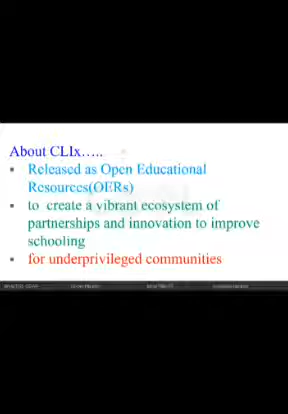 About CLIx.....
Released as Open Educational
Resources(OERs)
to create a vibrant ecosystem of
partnerships and innovation to improve
schooling
for underprivileged communities